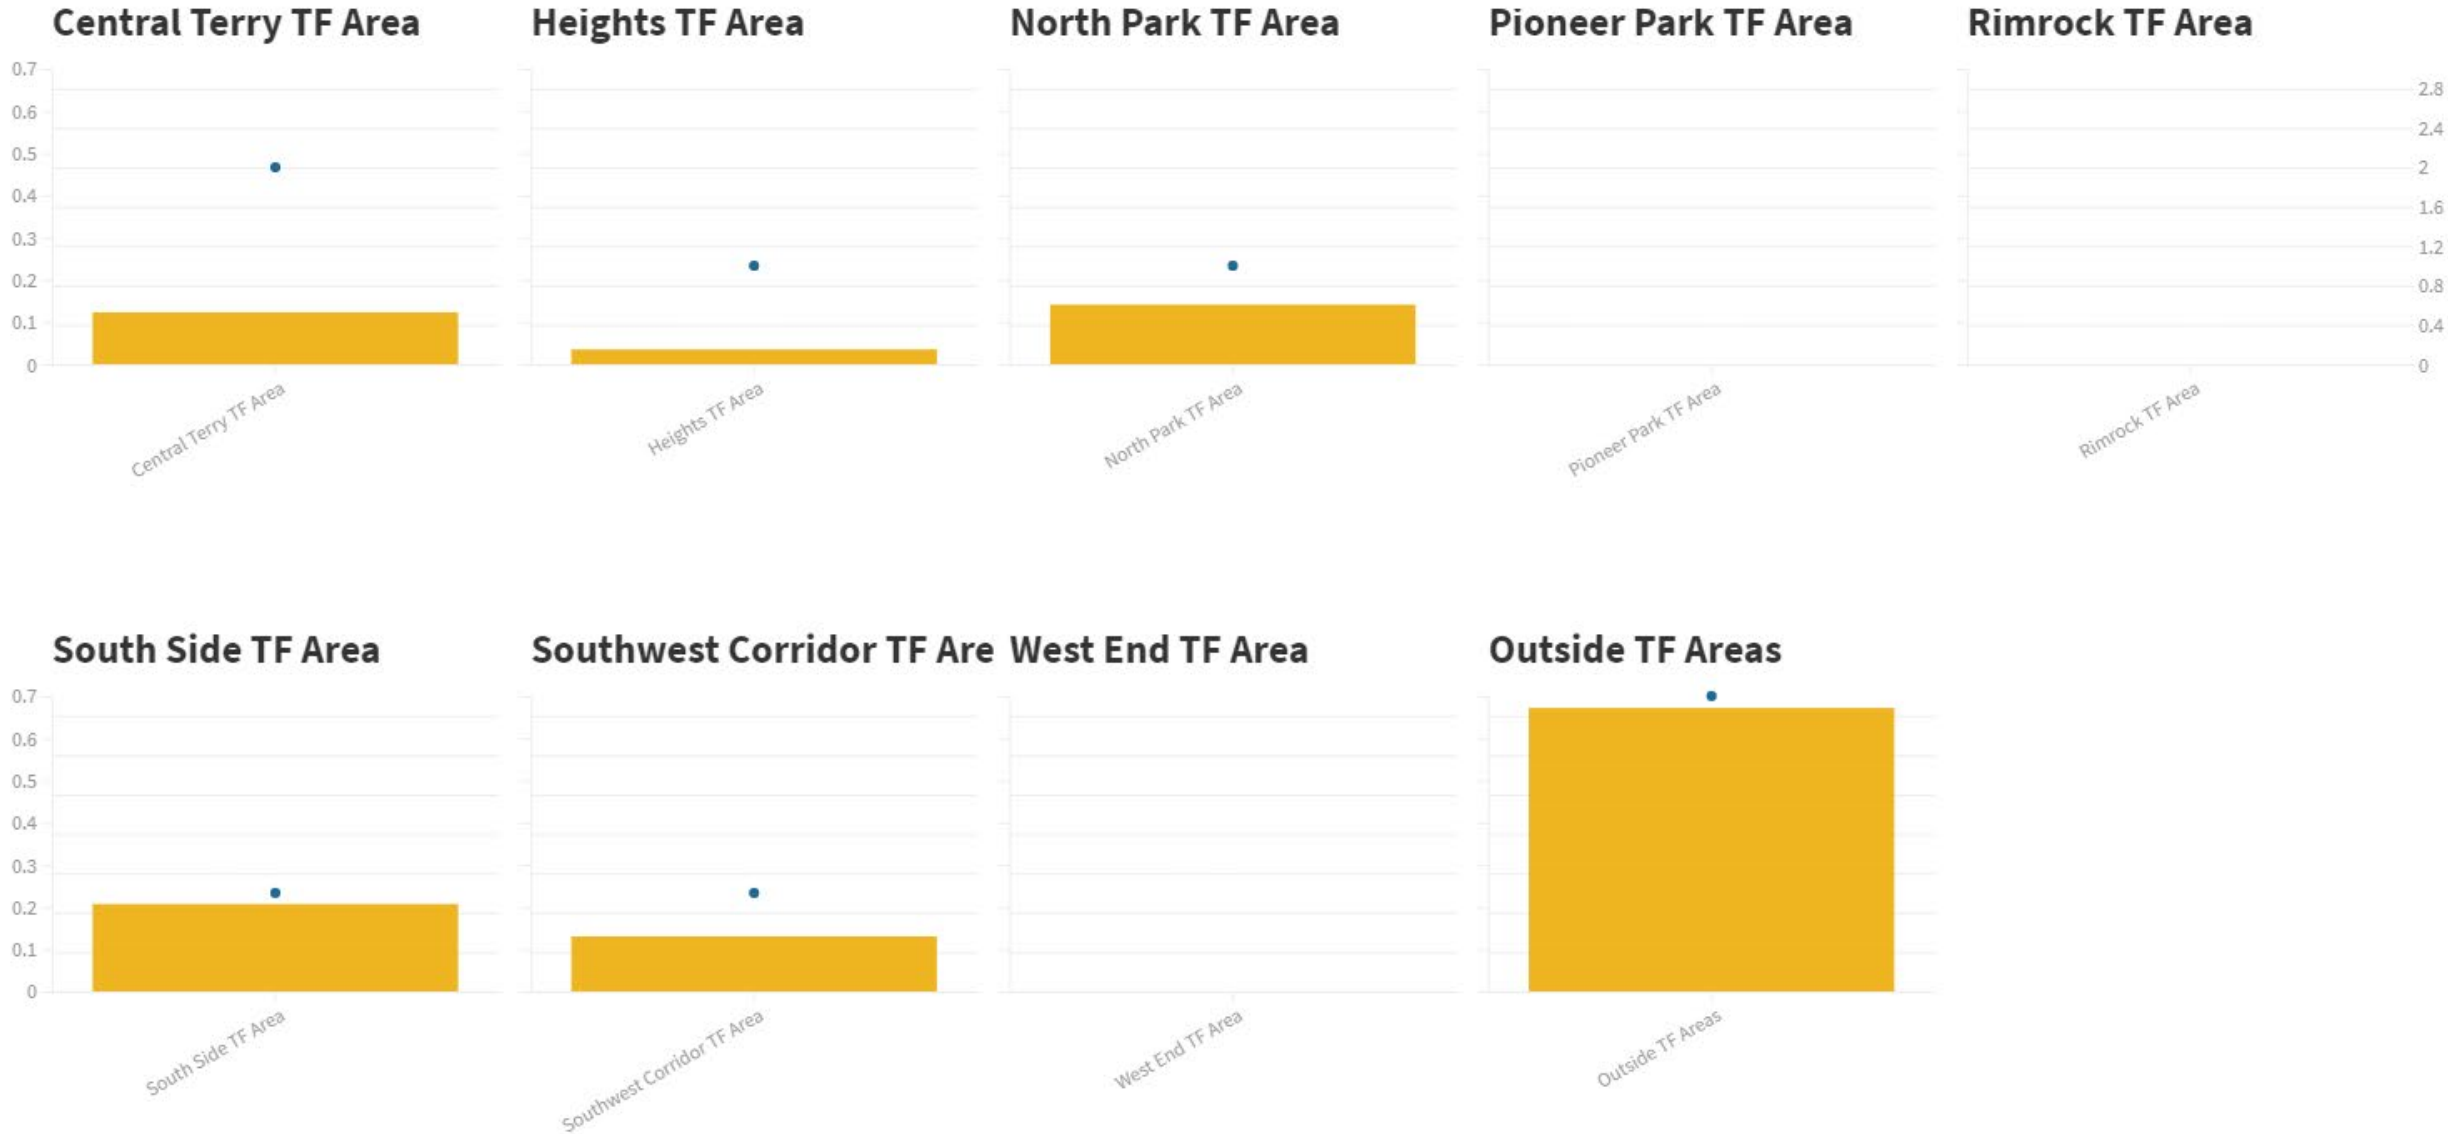 Central Terry TF Area
Heights TF Area
North Park TF Area
Pioneer Park TF Area
Rimrock TF Area
0.7
0.6
0.5
0.4
0.3
0.2
0.1
0
2.8
2.4
2
1.6
1.2
0.8
0.4
0
Central Terry TF Area
Heights TF Area
North Park TF Area
Pioneer Park TF Area
Rimrock TF Area
South Side TF Area
Southwest Corridor TF Are
West End TF Area
Outside TF Areas
0.7
0.6
0.5
0.4
0.3
0.2
0.1
0
South Side TF Area
Southwest Corridor TF Area
West End TF Area
Outside TF Areas